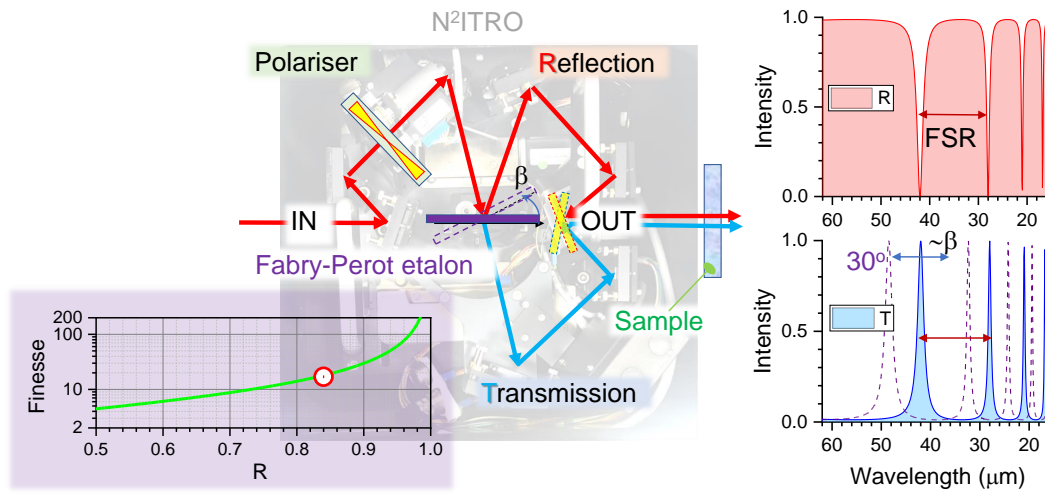 N²ITRO
Polariser
Reflection
β
IN
OUT
Fabry-Perot etalon
Sample
Transmission
200
100
10
2
Finesse
0.5 0.6 0.7 0.8 0.9 1.0
R
1.0
0.5
0.0
Intensity
R
FSR
60 50 40 30 20
1.0
0.5
0.0
Intensity
30º
~β
T
60 50 40 30 20
Wavelength (μm)